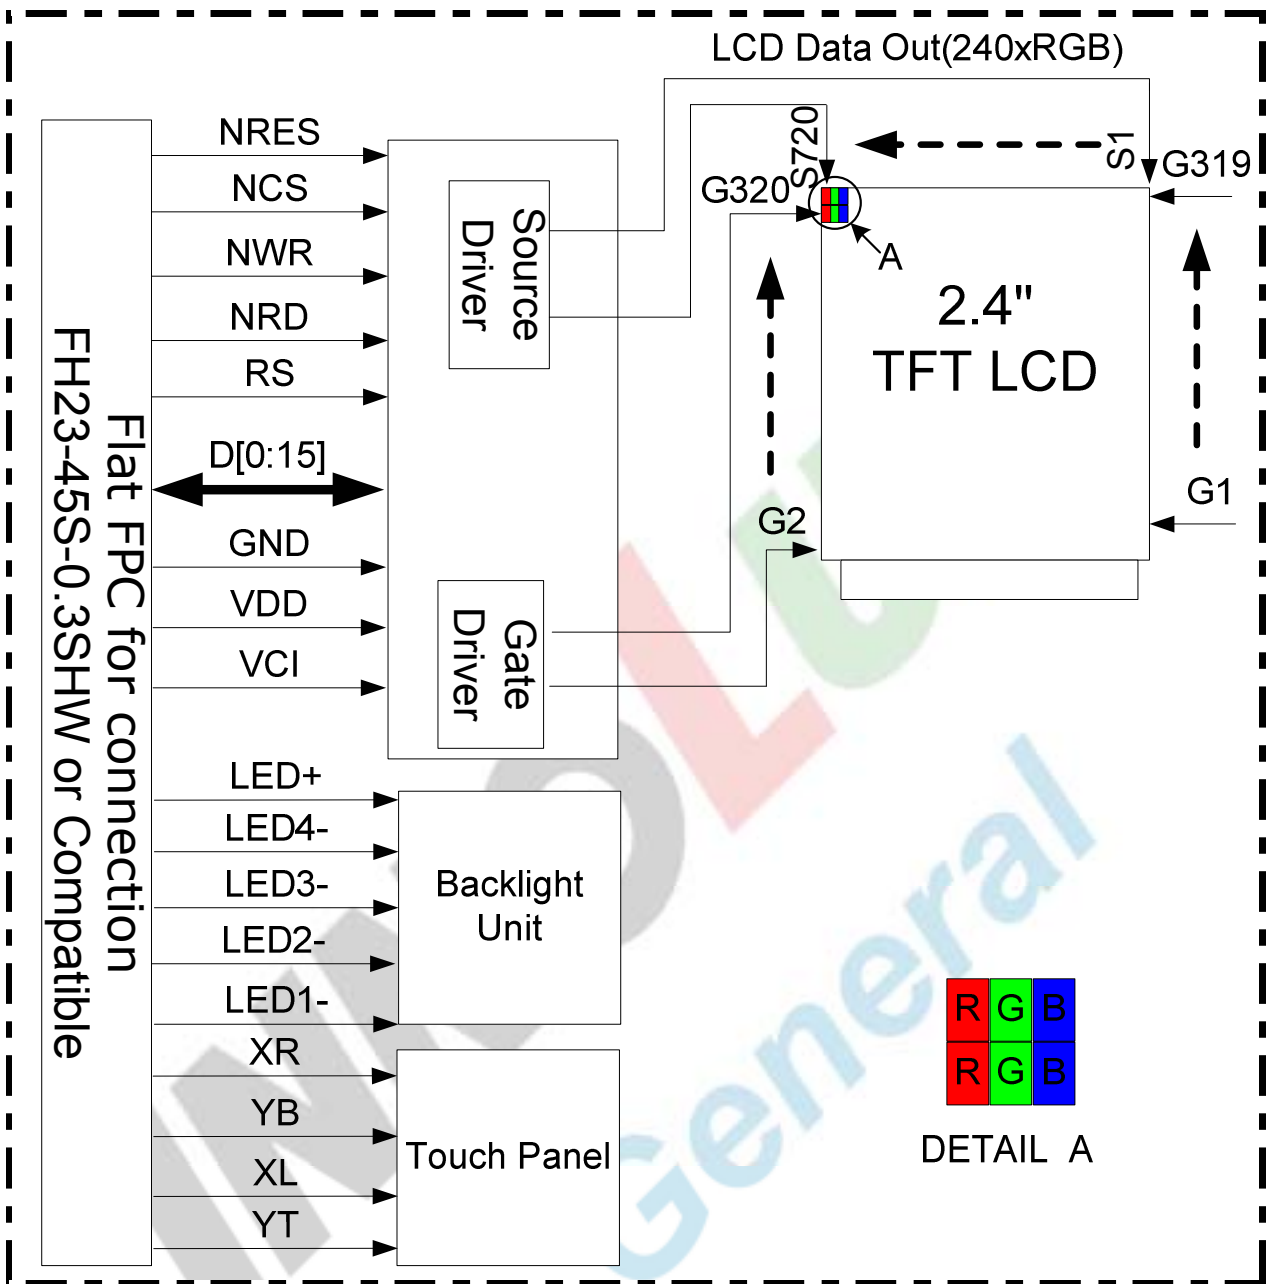 LCD Data Out(240xRGB)
NRES
NCS
NWR
NRD
RS
D[0:15]
GND
VDD
VCI
LED+
LED4-
LED3-
LED2-
LED1-
XR
YB
XL
YT
Flat FPC for connection
FH23-45S-0.3SHW or Compatible
Source
Driver
Gate
Driver
Backlight
Unit
Touch Panel
S720
S1
G320
G319
A
2.4"
TFT LCD
G2
G1
R G B
R G B
DETAIL A
INNOLUX
General